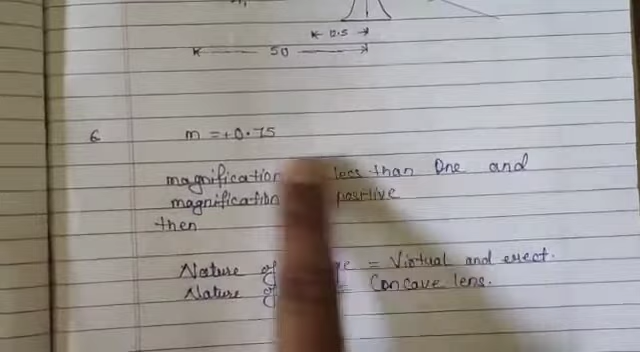 0.5
50
6 m = +0.75
magnification less than One and
magnification positive
then
Nature of = Virtual and erect.
Nature of = Concave lens.